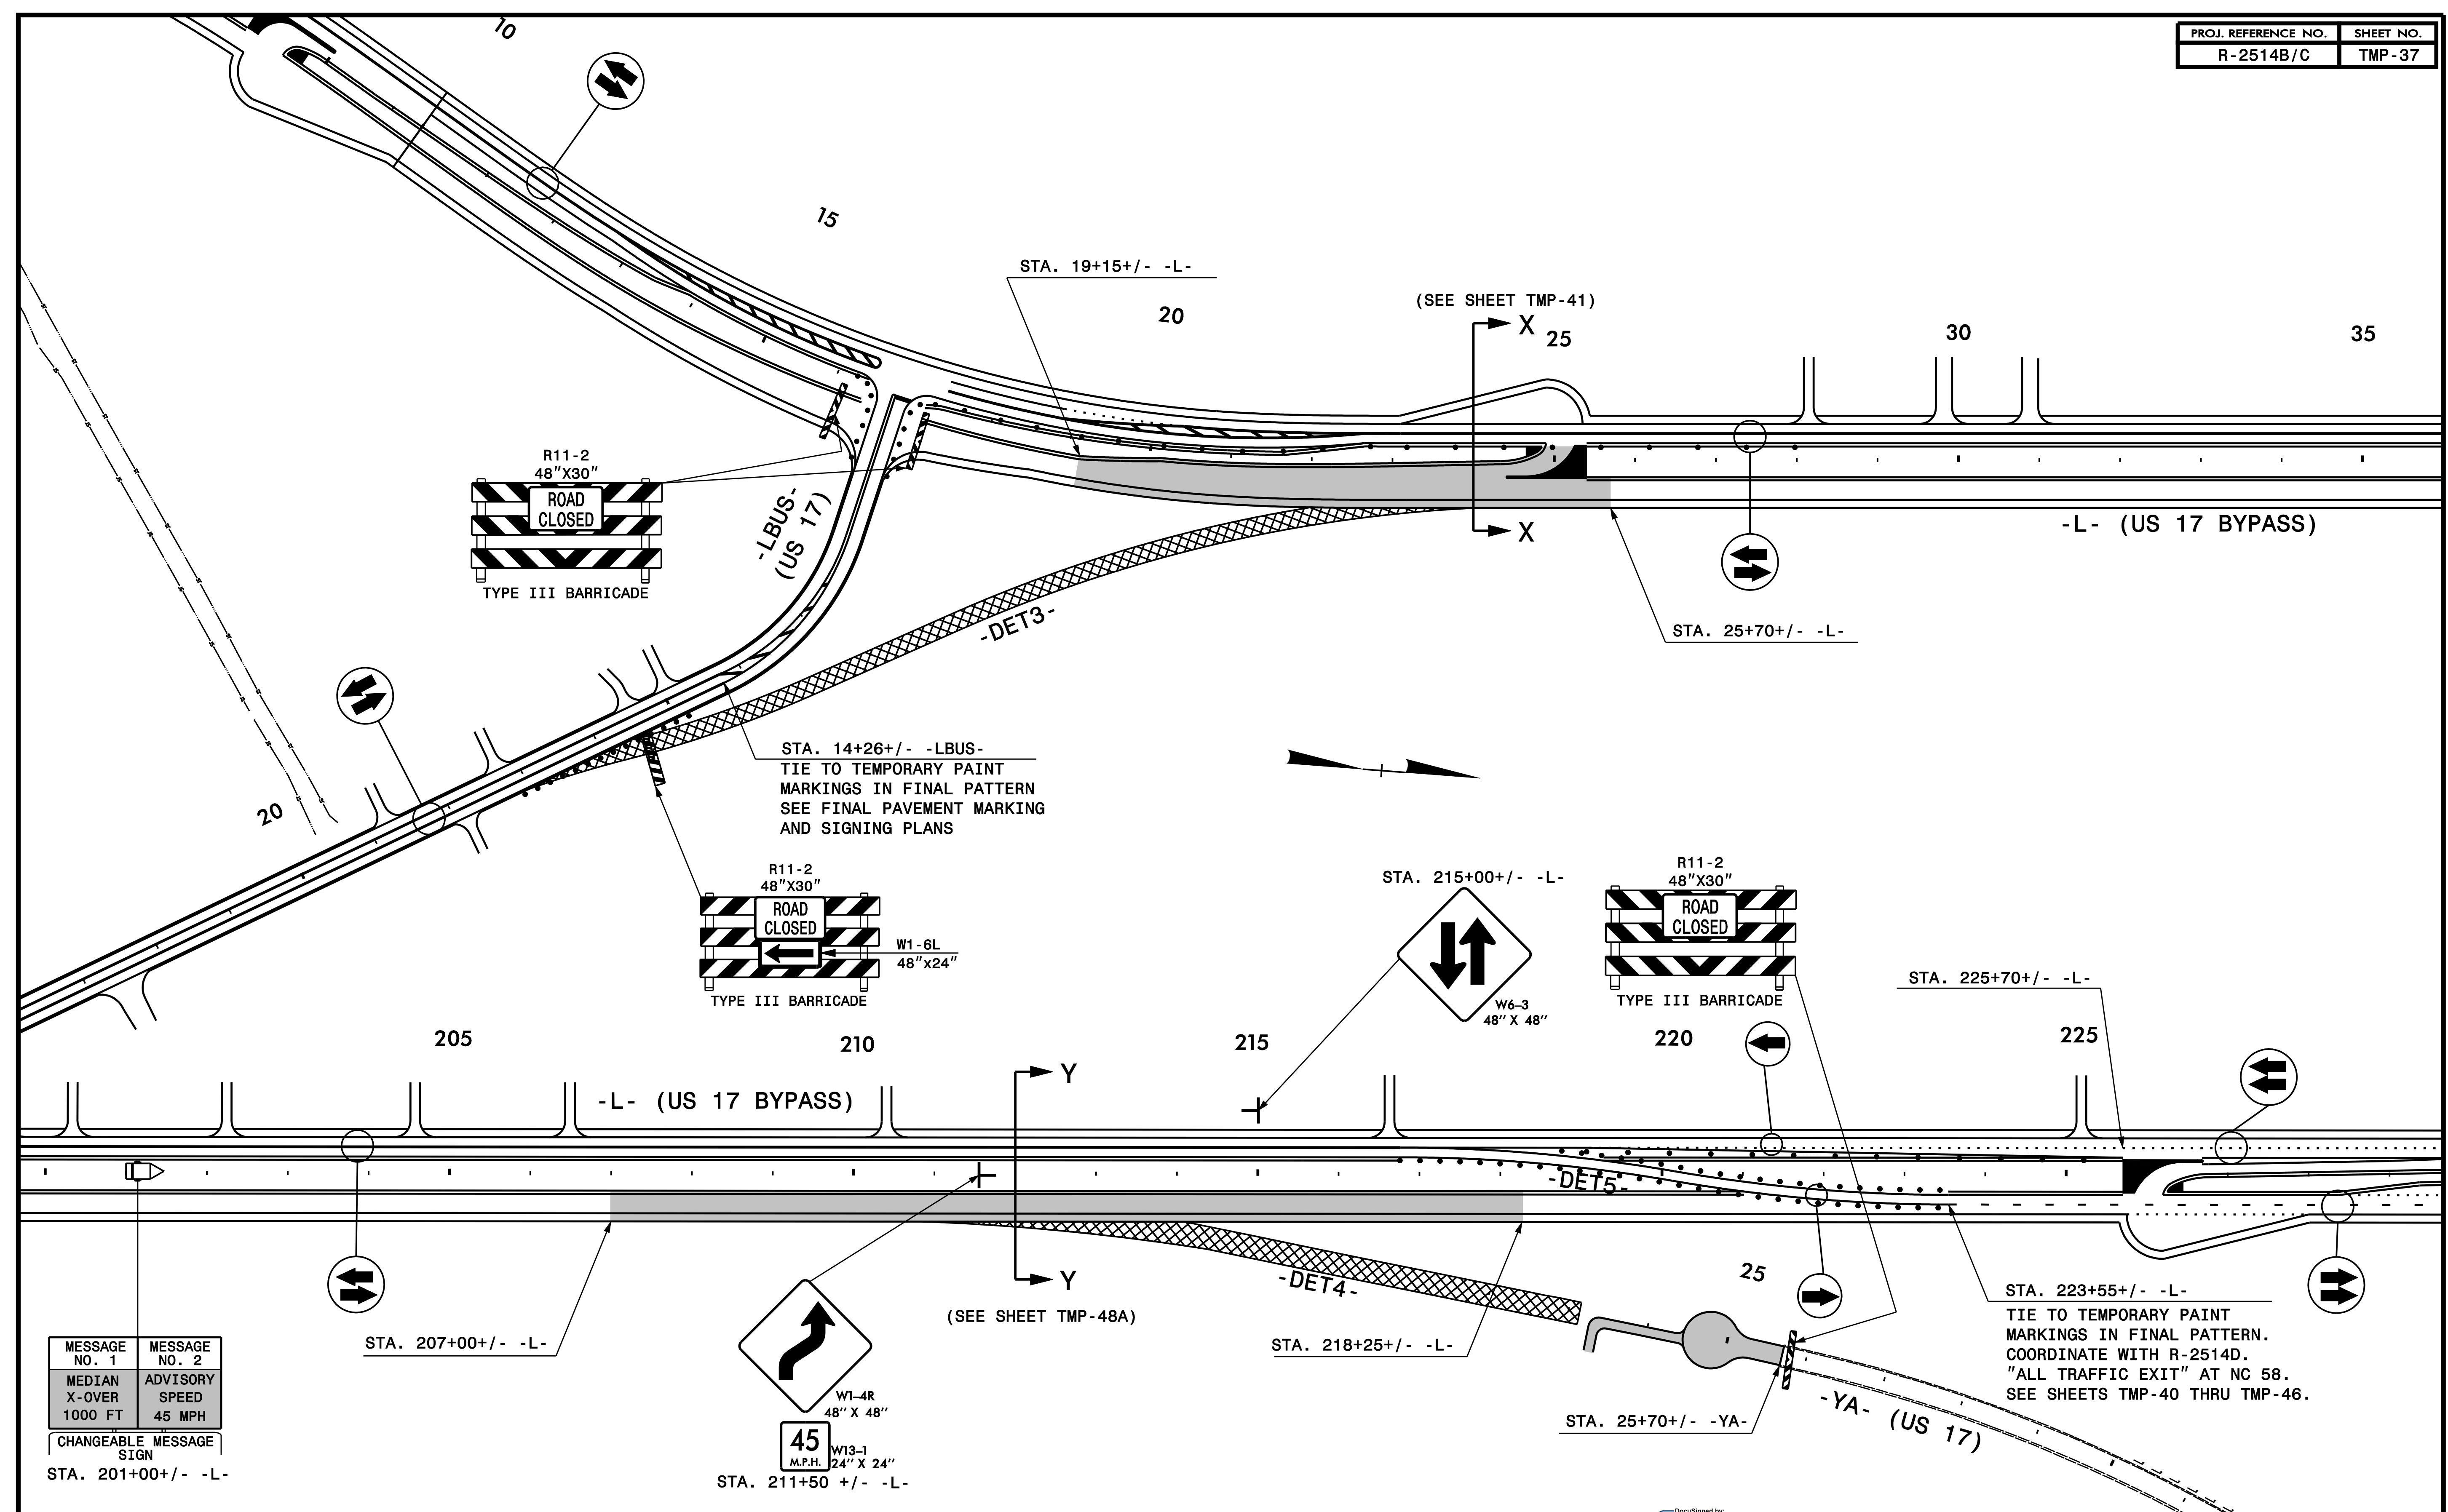 PROJ. REFERENCE NO. SHEET NO.
R-2514B/C TMP-37
10
15
STA. 19+15+/- -L-
20
(SEE SHEET TMP-41)
X
25
30
35
R11-2
48"X30"
ROAD
CLOSED
TYPE III BARRICADE
-LBUS-
(US 17)
X
-L- (US 17 BYPASS)
-DET3-
STA. 25+70+/- -L-
STA. 14+26+/- -LBUS-
TIE TO TEMPORARY PAINT
MARKINGS IN FINAL PATTERN
SEE FINAL PAVEMENT MARKING
AND SIGNING PLANS
20
R11-2
48"X30"
ROAD
CLOSED
W1-6L
48"x24"
TYPE III BARRICADE
STA. 215+00+/- -L-
W6-3
48" X 48"
R11-2
48"X30"
ROAD
CLOSED
TYPE III BARRICADE
STA. 225+70+/- -L-
205
210
215
220
225
-L- (US 17 BYPASS)
Y
-DET5-
Y
(SEE SHEET TMP-48A)
-DET4-
25
STA. 207+00+/- -L-
STA. 218+25+/- -L-
STA. 223+55+/- -L-
TIE TO TEMPORARY PAINT
MARKINGS IN FINAL PATTERN.
COORDINATE WITH R-2514D.
"ALL TRAFFIC EXIT" AT NC 58.
SEE SHEETS TMP-40 THRU TMP-46.
MESSAGE NO. 1 MESSAGE NO. 2
MEDIAN ADVISORY
X-OVER SPEED
1000 FT 45 MPH
CHANGEABLE MESSAGE
SIGN
STA. 201+00+/- -L-
W1-4R
48" X 48"
45
M.P.H.
W13-1
24" X 24"
STA. 211+50 +/- -L-
STA. 25+70+/- -YA-
-YA- (US 17)
DocuSigned by: